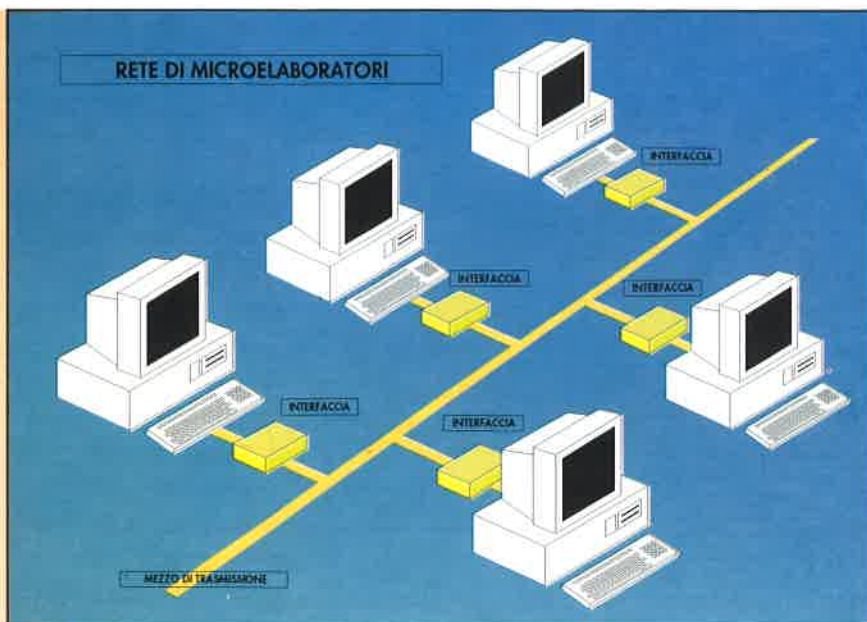 RETE DI MICROELABORATORI
INTERFACCIA
INTERFACCIA
INTERFACCIA
INTERFACCIA
INTERFACCIA
MEZZO DI TRASMISSIONE